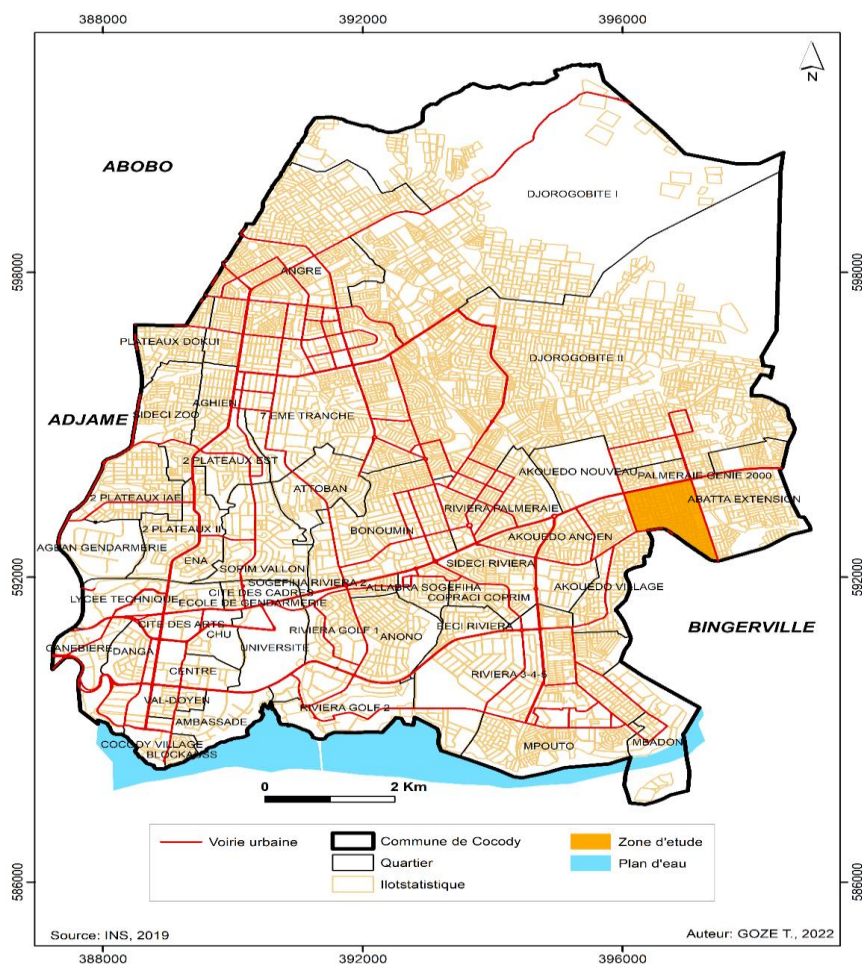 388000 392000 396000
N
ABOBO
DJOROGOBITE I
598000 598000
ANGRE
PLATEAUX DOKUI
DJOROGOBITE II
AGHIEN
ADJAME
SIDECI ZOO
7 EME TRANCHE
2 PLATEAUX EST
AKOUEDO NOUVEAU
PALMERAIE GENIE 2000
ATTOBAN
2 PLATEAUX IAE
ABATTA EXTENSION
RIVIERA PALMERAIE
2 PLATEAUX II
BONOUMIN
AKOUEDO ANCIEN
AGBAN GENDARMERIE
ENA
SIDECI RIVIERA
SOPIM VALLON
592000 592000
SOGEFIHA RIVIERA 2
ALLABRA SOGEFIHA
AKOUEDO VILLAGE
CITE DES CADRES
LYCEE TECHNIQUE
ECOLE DE GENDARMERIE
COPRACI COPRIM
CITE DES ARTS
RIVIERA GOLF 1
BECI RIVIERA
BINGERVILLE
CHU
ANONO
CANEBIERE
DANGA
UNIVERSITE
CENTRE
RIVIERA 3-4-5
VAL-DOYEN
RIVIERA GOLF 2
AMBASSADE
COCODY VILLAGE
MPOUTO
MBADON
BLOCKAUSS
0 2 Km
Voirie urbaine
Commune de Cocody
Zone d'etude
Quartier
Plan d'eau
Ilotstatistique
586000 586000
Source: INS, 2019
Auteur: GOZE T., 2022
388000 392000 396000